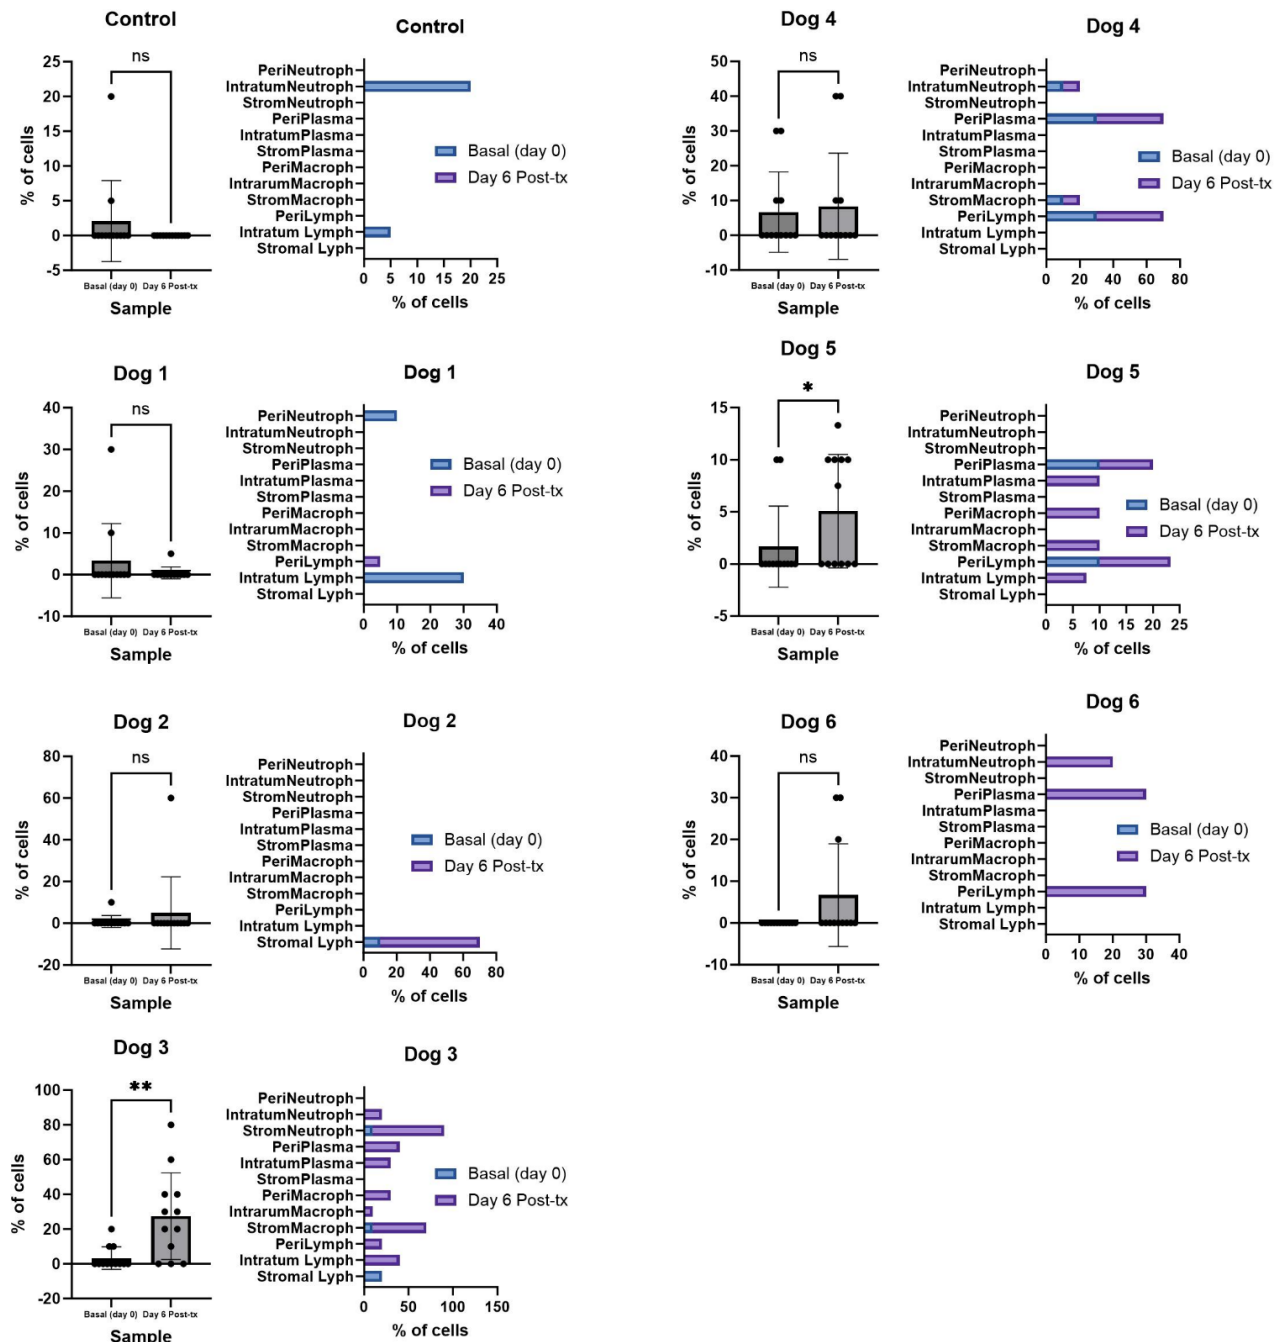 Control
ns
% of cells
25
20
15
10
5
0
-5
Basal (day 0) Day 6 Post-tx
Sample
Control
PeriNeutroph
IntratumNeutroph
StromNeutroph
PeriPlasma
IntratumPlasma
StromPlasma
PeriMacroph
IntrarumMacroph
StromMacroph
PeriLymph
Intratum Lymph
Stromal Lyph
Basal (day 0)
Day 6 Post-tx
0 5 10 15 20 25
% of cells
Dog 4
ns
% of cells
50
40
30
20
10
0
-10
Basal (day 0) Day 6 Post-tx
Sample
Dog 4
PeriNeutroph
IntratumNeutroph
StromNeutroph
PeriPlasma
IntratumPlasma
StromPlasma
PeriMacroph
IntrarumMacroph
StromMacroph
PeriLymph
Intratum Lymph
Stromal Lyph
Basal (day 0)
Day 6 Post-tx
0 20 40 60 80
% of cells
Dog 1
ns
% of cells
40
30
20
10
0
-10
Basal (day 0) Day 6 Post-tx
Sample
Dog 1
PeriNeutroph
IntratumNeutroph
StromNeutroph
PeriPlasma
IntratumPlasma
StromPlasma
PeriMacroph
IntrarumMacroph
StromMacroph
PeriLymph
Intratum Lymph
Stromal Lyph
Basal (day 0)
Day 6 Post-tx
0 10 20 30 40
% of cells
Dog 5
*
% of cells
15
10
5
0
-5
Basal (day 0) Day 6 Post-tx
Sample
Dog 5
PeriNeutroph
IntratumNeutroph
StromNeutroph
PeriPlasma
IntratumPlasma
StromPlasma
PeriMacroph
IntrarumMacroph
StromMacroph
PeriLymph
Intratum Lymph
Stromal Lyph
Basal (day 0)
Day 6 Post-tx
0 5 10 15 20 25
% of cells
Dog 2
ns
% of cells
80
60
40
20
0
-20
Basal (day 0) Day 6 Post-tx
Sample
Dog 2
PeriNeutroph
IntratumNeutroph
StromNeutroph
PeriPlasma
IntratumPlasma
StromPlasma
PeriMacroph
IntrarumMacroph
StromMacroph
PeriLymph
Intratum Lymph
Stromal Lyph
Basal (day 0)
Day 6 Post-tx
0 20 40 60 80
% of cells
Dog 6
ns
% of cells
40
30
20
10
0
-10
Basal (day 0) Day 6 Post-tx
Sample
Dog 6
PeriNeutroph
IntratumNeutroph
StromNeutroph
PeriPlasma
IntratumPlasma
StromPlasma
PeriMacroph
IntrarumMacroph
StromMacroph
PeriLymph
Intratum Lymph
Stromal Lyph
Basal (day 0)
Day 6 Post-tx
0 10 20 30 40
% of cells
Dog 3
**
% of cells
100
80
60
40
20
0
-20
Basal (day 0) Day 6 Post-tx
Sample
Dog 3
PeriNeutroph
IntratumNeutroph
StromNeutroph
PeriPlasma
IntratumPlasma
StromPlasma
PeriMacroph
IntrarumMacroph
StromMacroph
PeriLymph
Intratum Lymph
Stromal Lyph
Basal (day 0)
Day 6 Post-tx
0 50 100 150
% of cells